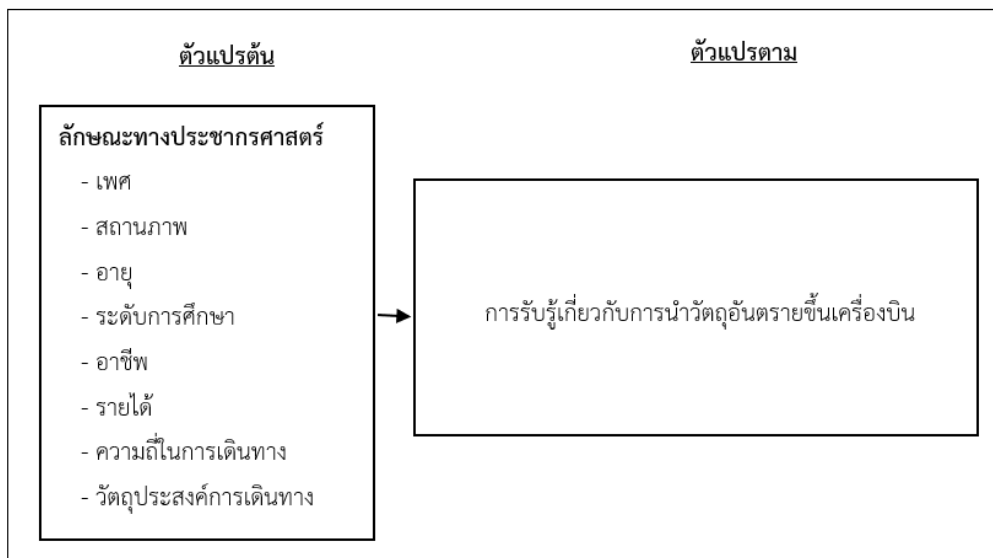 ตัวแปรต้น
ตัวแปรตาม
ลักษณะทางประชากรศาสตร์
- เพศ
- สถานภาพ
- อายุ
- ระดับการศึกษา
- อาชีพ
- รายได้
- ความถี่ในการเดินทาง
- วัตถุประสงค์การเดินทาง
การรับรู้เกี่ยวกับการนำวัตถุอันตรายขึ้นเครื่องบิน